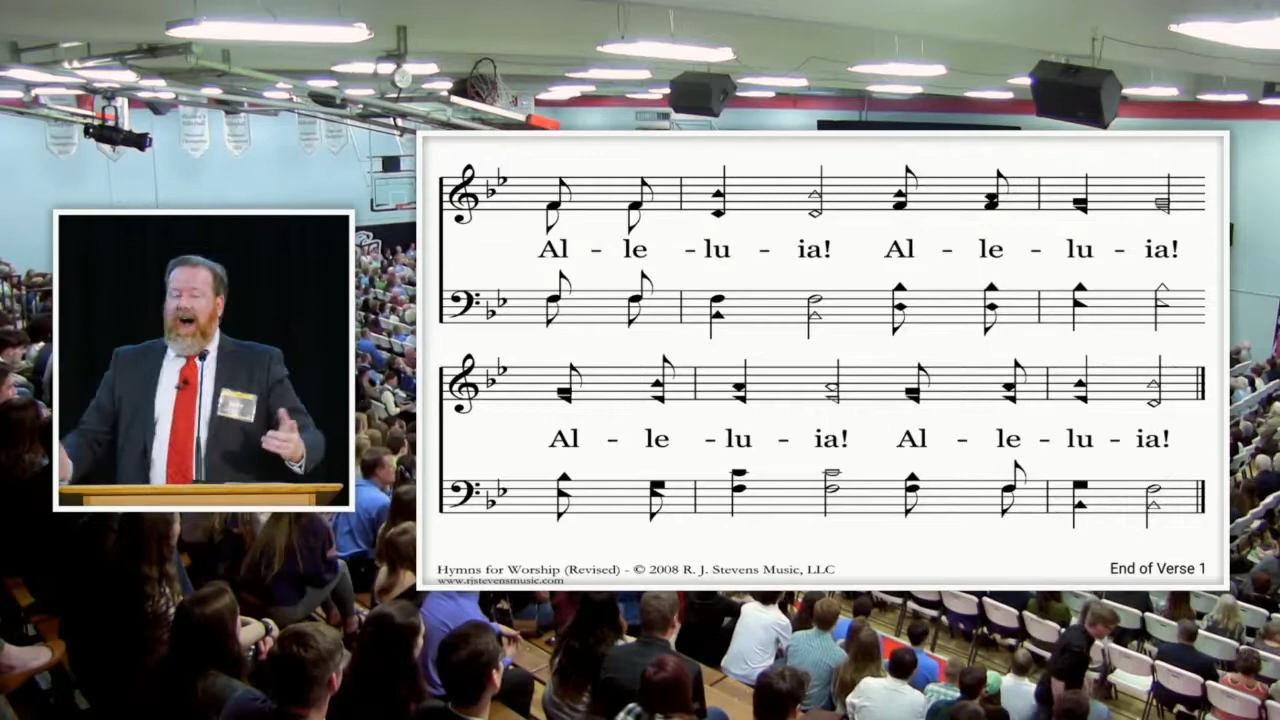 Al - le - lu - ia! Al - le - lu - ia!
Al - le - lu - ia! Al - le - lu - ia!
Hymns for Worship (Revised) - © 2008 R. J. Stevens Music, LLC
www.rjstevensmusic.com
End of Verse 1